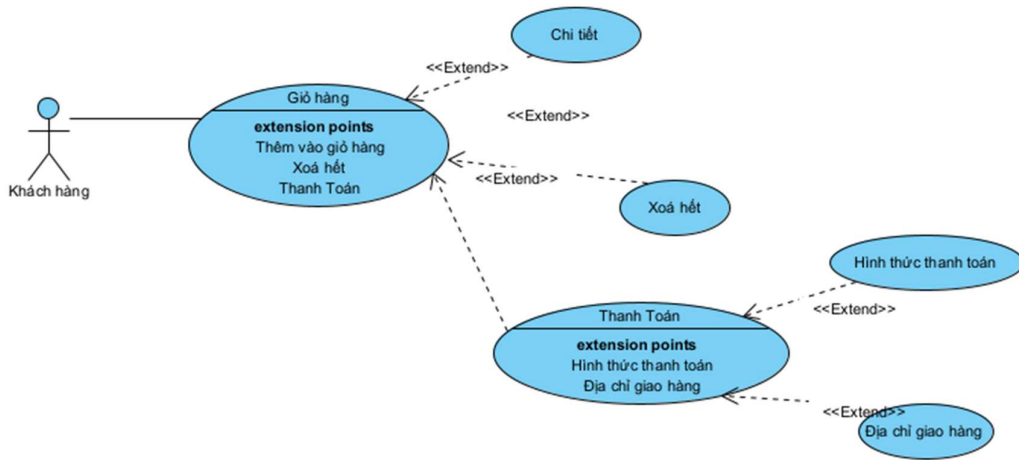 Chi tiết
<<Extend>>
Giỏ hàng
extension points
Thêm vào giỏ hàng
Xoá hết
Thanh Toán
<<Extend>>
Khách hàng
<<Extend>>
Xoá hết
Hình thức thanh toán
<<Extend>>
Thanh Toán
extension points
Hình thức thanh toán
Địa chỉ giao hàng
<<Extend>>
Địa chỉ giao hàng